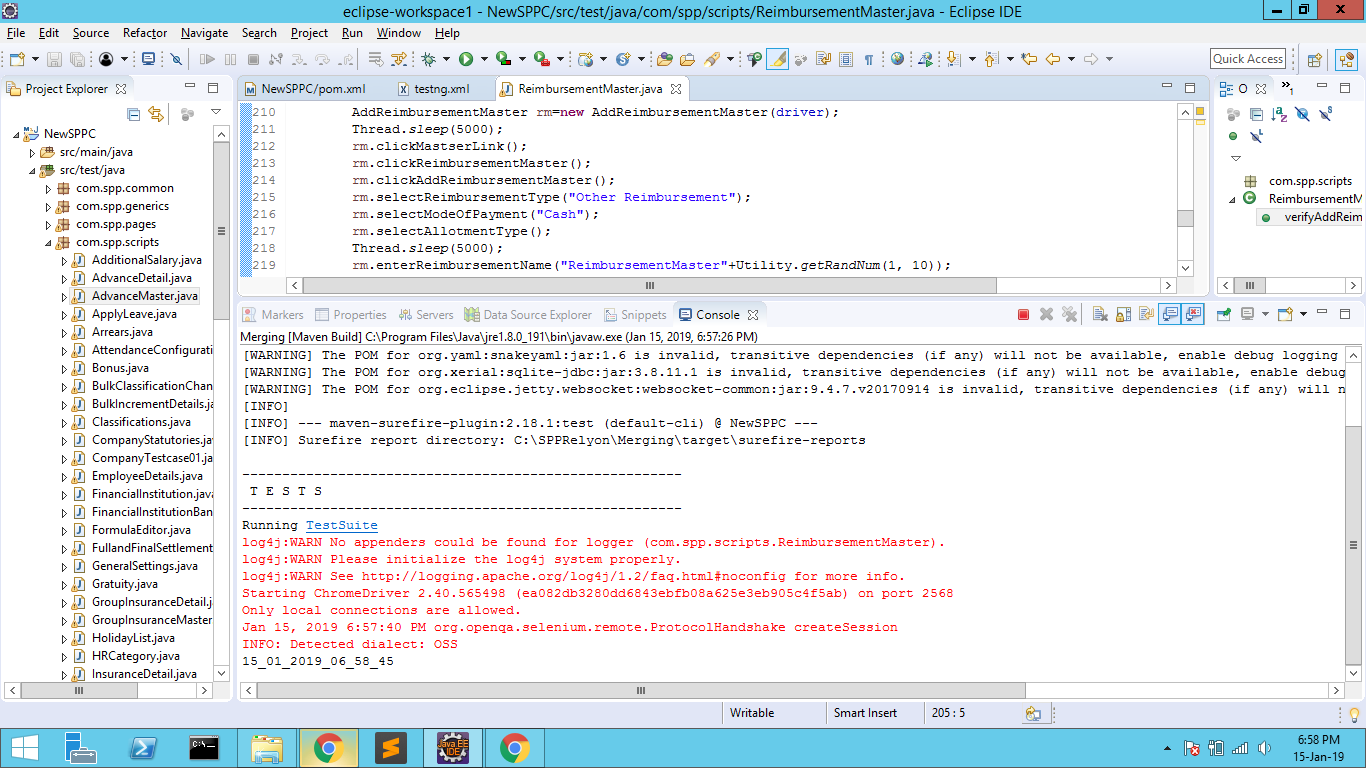 eclipse-workspace1 - NewSPPC/src/test/java/com/spp/scripts/ReimbursementMaster.java - Eclipse IDE
File Edit Source Refactor Navigate Search Project Run Window Help
Quick Access
Project Explorer
NewSPPC
src/main/java
src/test/java
com.spp.common
com.spp.generics
com.spp.pages
com.spp.scripts
AdditionalSalary.java
AdvanceDetail.java
AdvanceMaster.java
ApplyLeave.java
Arrears.java
AttendanceConfigurati
Bonus.java
BulkClassificationChan
BulkIncrementDetails.ja
Classifications.java
CompanyStatutories.java
CompanyTestcase01.ja
EmployeeDetails.java
FinancialInstitution.java
FinancialInstitutionBan
FormulaEditor.java
FullandFinalSettlement
GeneralSettings.java
Gratuity.java
GroupInsuranceDetail.j
GroupInsuranceMaster
HolidayList.java
HRCategory.java
InsuranceDetail.java
NewSPPC/pom.xml testng.xml ReimbursementMaster.java
210 AddReimbursementMaster rm=new AddReimbursementMaster(driver);
211 Thread.sleep(5000);
212 rm.clickMastserLink();
213 rm.clickReimbursementMaster();
214 rm.clickAddReimbursementMaster();
215 rm.selectReimbursementType("Other Reimbursement");
216 rm.selectModeOfPayment("Cash");
217 rm.selectAllotmentType();
218 Thread.sleep(5000);
219 rm.enterReimbursementName("ReimbursementMaster"+Utility.getRandNum(1, 10));
O 1
com.spp.scripts
ReimbursementM
verifyAddReim
Markers Properties Servers Data Source Explorer Snippets Console
Merging [Maven Build] C:\Program Files\Java\jre1.8.0_191\bin\javaw.exe (Jan 15, 2019, 6:57:26 PM)
[WARNING] The POM for org.yaml:snakeyaml:jar:1.6 is invalid, transitive dependencies (if any) will not be available, enable debug logging
[WARNING] The POM for org.xerial:sqlite-jdbc:jar:3.8.11.1 is invalid, transitive dependencies (if any) will not be available, enable debug
[WARNING] The POM for org.eclipse.jetty.websocket:websocket-common:jar:9.4.7.v20170914 is invalid, transitive dependencies (if any) will n
[INFO]
[INFO] --- maven-surefire-plugin:2.18.1:test (default-cli) @ NewSPPC ---
[INFO] Surefire report directory: C:\SPPRelyon\Merging\target\surefire-reports
-------------------------------------------------------
T E S T S
-------------------------------------------------------
Running TestSuite
log4j:WARN No appenders could be found for logger (com.spp.scripts.ReimbursementMaster).
log4j:WARN Please initialize the log4j system properly.
log4j:WARN See http://logging.apache.org/log4j/1.2/faq.html#noconfig for more info.
Starting ChromeDriver 2.40.565498 (ea082db3280dd6843ebfb08a625e3eb905c4f5ab) on port 2568
Only local connections are allowed.
Jan 15, 2019 6:57:40 PM org.openqa.selenium.remote.ProtocolHandshake createSession
INFO: Detected dialect: OSS
15_01_2019_06_58_45
Writable Smart Insert 205 : 5
Java EE IDE
6:58 PM
15-Jan-19